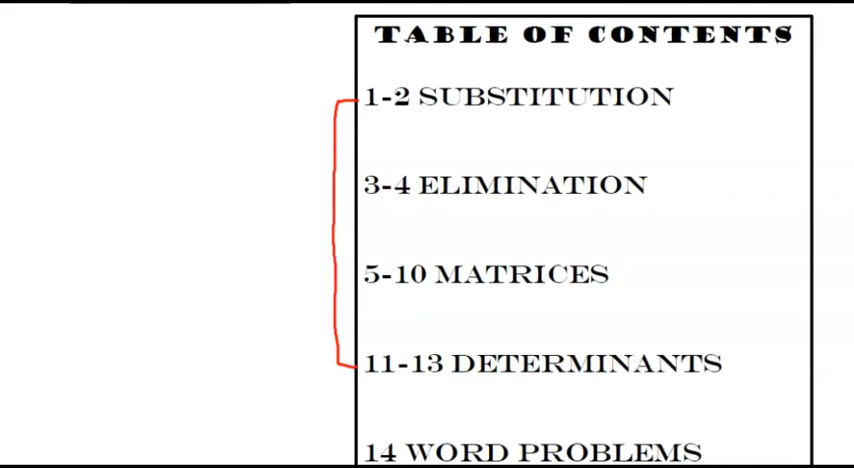 TABLE OF CONTENTS
1-2 SUBSTITUTION
3-4 ELIMINATION
5-10 MATRICES
11-13 DETERMINANTS
14 WORD PROBLEMS